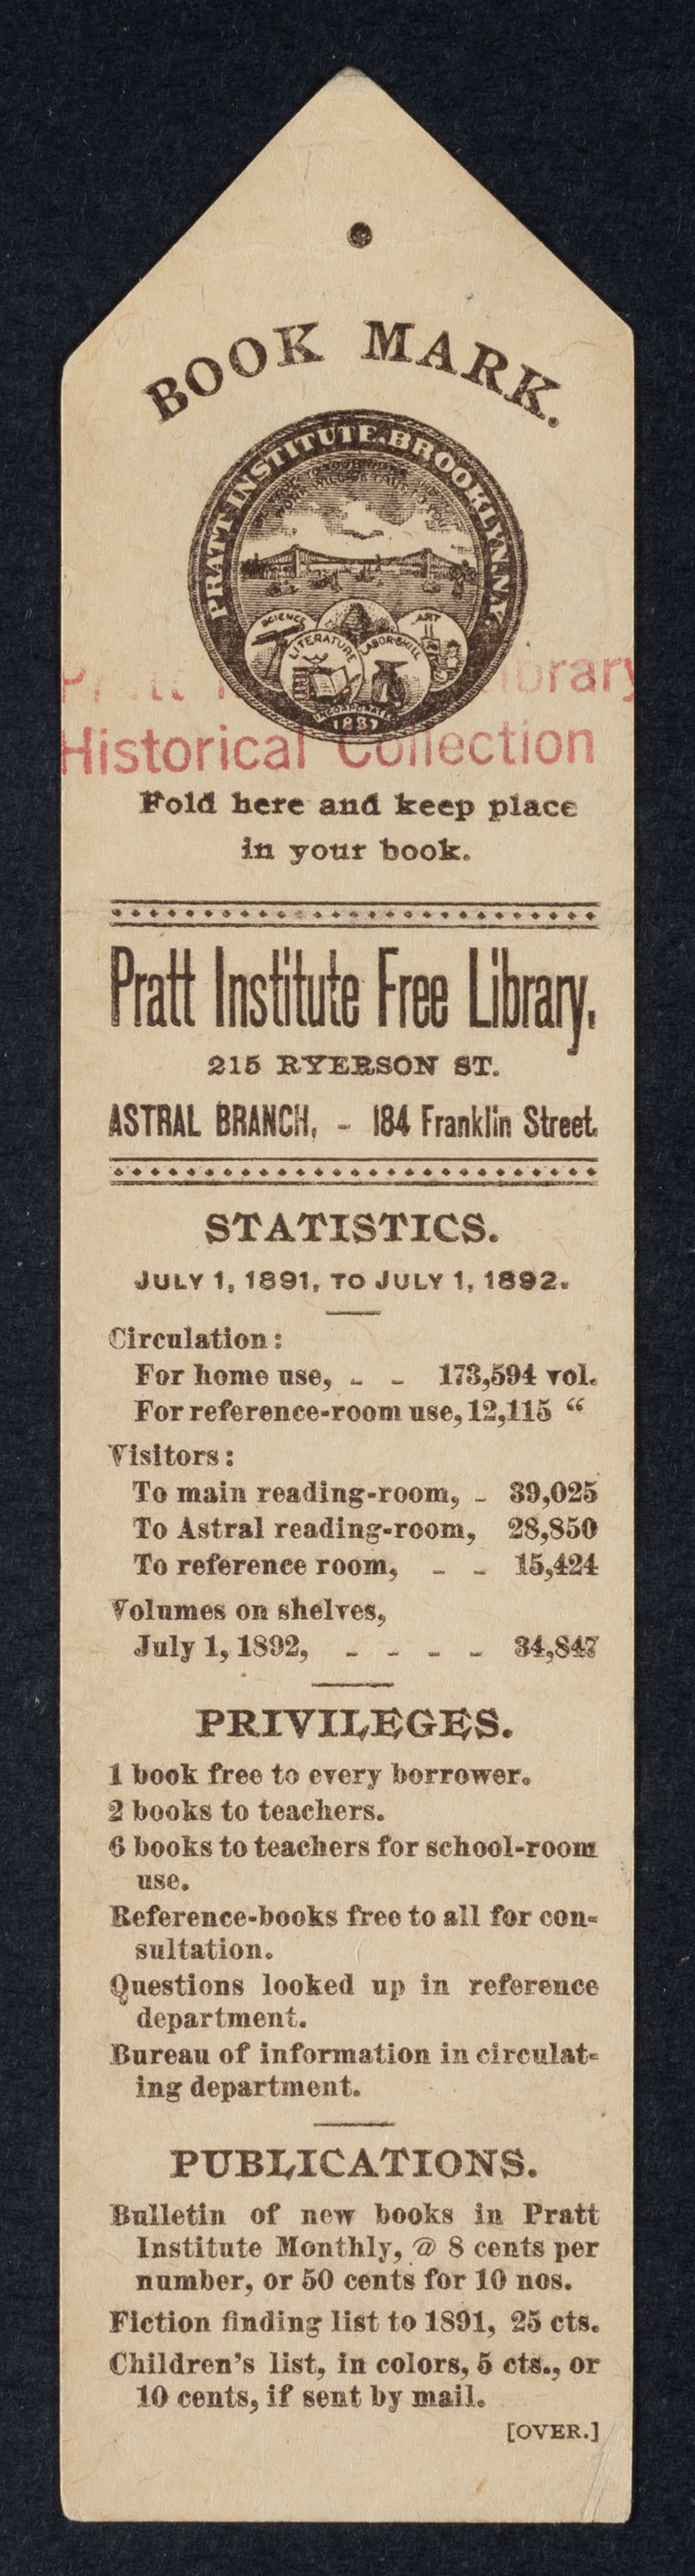 BOOK MARK.
PRATT INSTITUTE. BROOKLYN. N.Y.
SCIENCE
ART
LITERATURE
LABOR-SKILL
INCORPORATED
1887
Library
Historical Collection
Fold here and keep place
in your book.
Pratt Institute Free Library.
215 RYERSON ST.
ASTRAL BRANCH, - 184 Franklin Street.
STATISTICS.
JULY 1, 1891, TO JULY 1, 1892.
Circulation:
For home use, - - 173,594 vol.
For reference-room use, 12,115 “
Visitors:
To main reading-room, - 39,025
To Astral reading-room, 28,850
To reference room, - - 15,424
Volumes on shelves,
July 1, 1892, - - - - 34,847
PRIVILEGES.
1 book free to every borrower.
2 books to teachers.
6 books to teachers for school-room
use.
Reference-books free to all for con-
sultation.
Questions looked up in reference
department.
Bureau of information in circulat-
ing department.
PUBLICATIONS.
Bulletin of new books in Pratt
Institute Monthly, @ 8 cents per
number, or 50 cents for 10 nos.
Fiction finding list to 1891, 25 cts.
Children's list, in colors, 5 cts., or
10 cents, if sent by mail.
[OVER.]